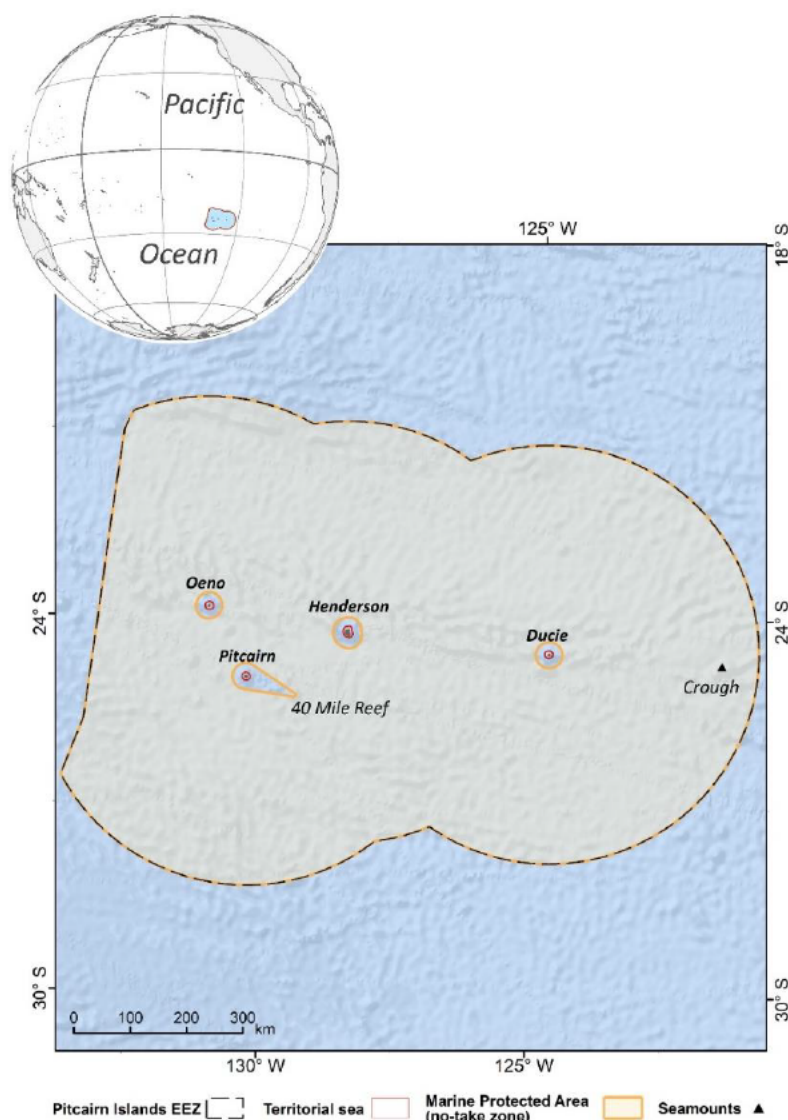 Pacific
Ocean
125° W
18° S
Oeno
Henderson
24° S
24° S
Ducie
Pitcairn
40 Mile Reef
Crough
30° S
30° S
0 100 200 300
km
130° W
125° W
Pitcairn Islands EEZ Territorial sea Marine Protected Area (no-take zone) Seamounts